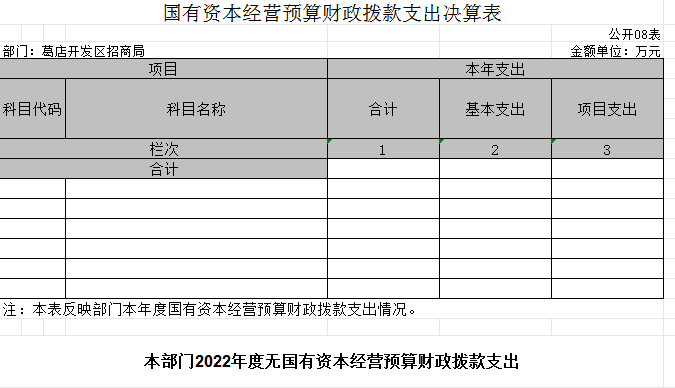 国有资本经营预算财政拨款支出决算表
公开08表
部门：葛店开发区招商局 金额单位：万元
项目 本年支出
科目代码 科目名称 合计 基本支出 项目支出
栏次 1 2 3
合计
注：本表反映部门本年度国有资本经营预算财政拨款支出情况。
本部门2022年度无国有资本经营预算财政拨款支出